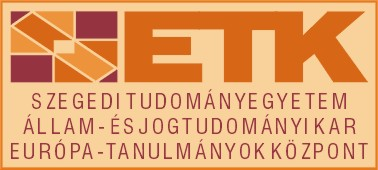 ETK
SZEGEDI TUDOMÁNYEGYETEM
ÁLLAM- ÉS JOGTUDOMÁNYI KAR
EURÓPA-TANULMÁNYOK KÖZPONT